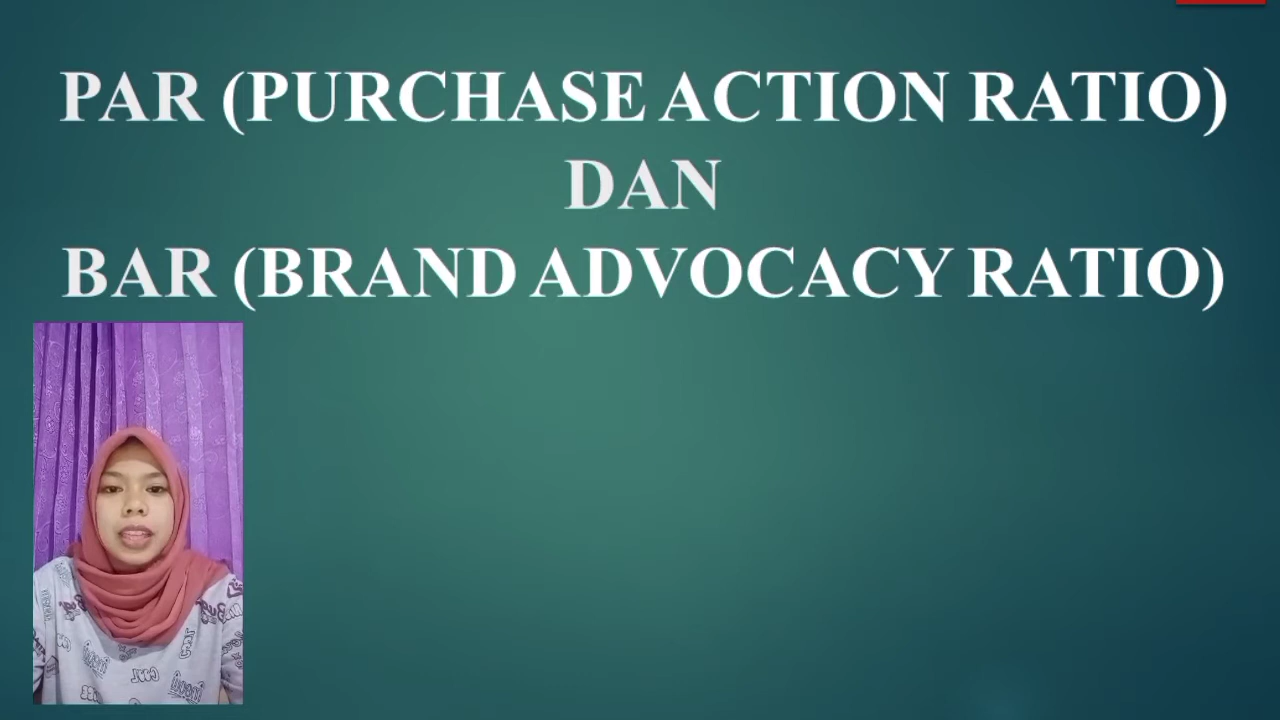 PAR (PURCHASE ACTION RATIO)
DAN
BAR (BRAND ADVOCACY RATIO)